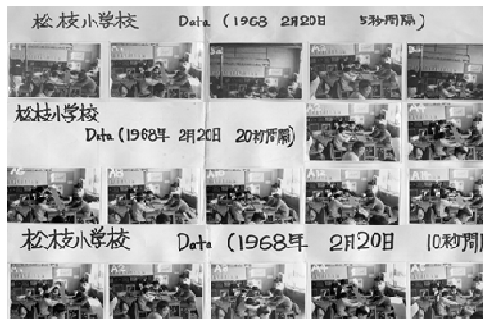 松枝小学校 Data (1968 2月20日 5秒間隔)
松枝小学校
Data (1968年 2月20日 20秒間隔)
松枝小学校 Data (1968年 2月20日 10秒間